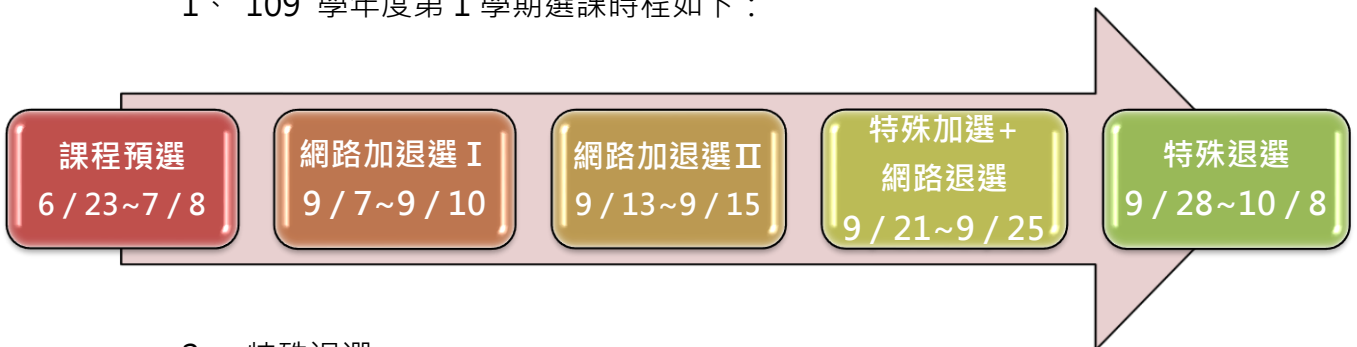 1、 109 學年度第 1 學期選課時程如下：
課程預選
6 / 23~7 / 8
網路加退選 I
9 / 7~9 / 10
網路加退選 II
9 / 13~9 / 15
特殊加選+
網路退選
9 / 21~9 / 25
特殊退選
9 / 28~10 / 8